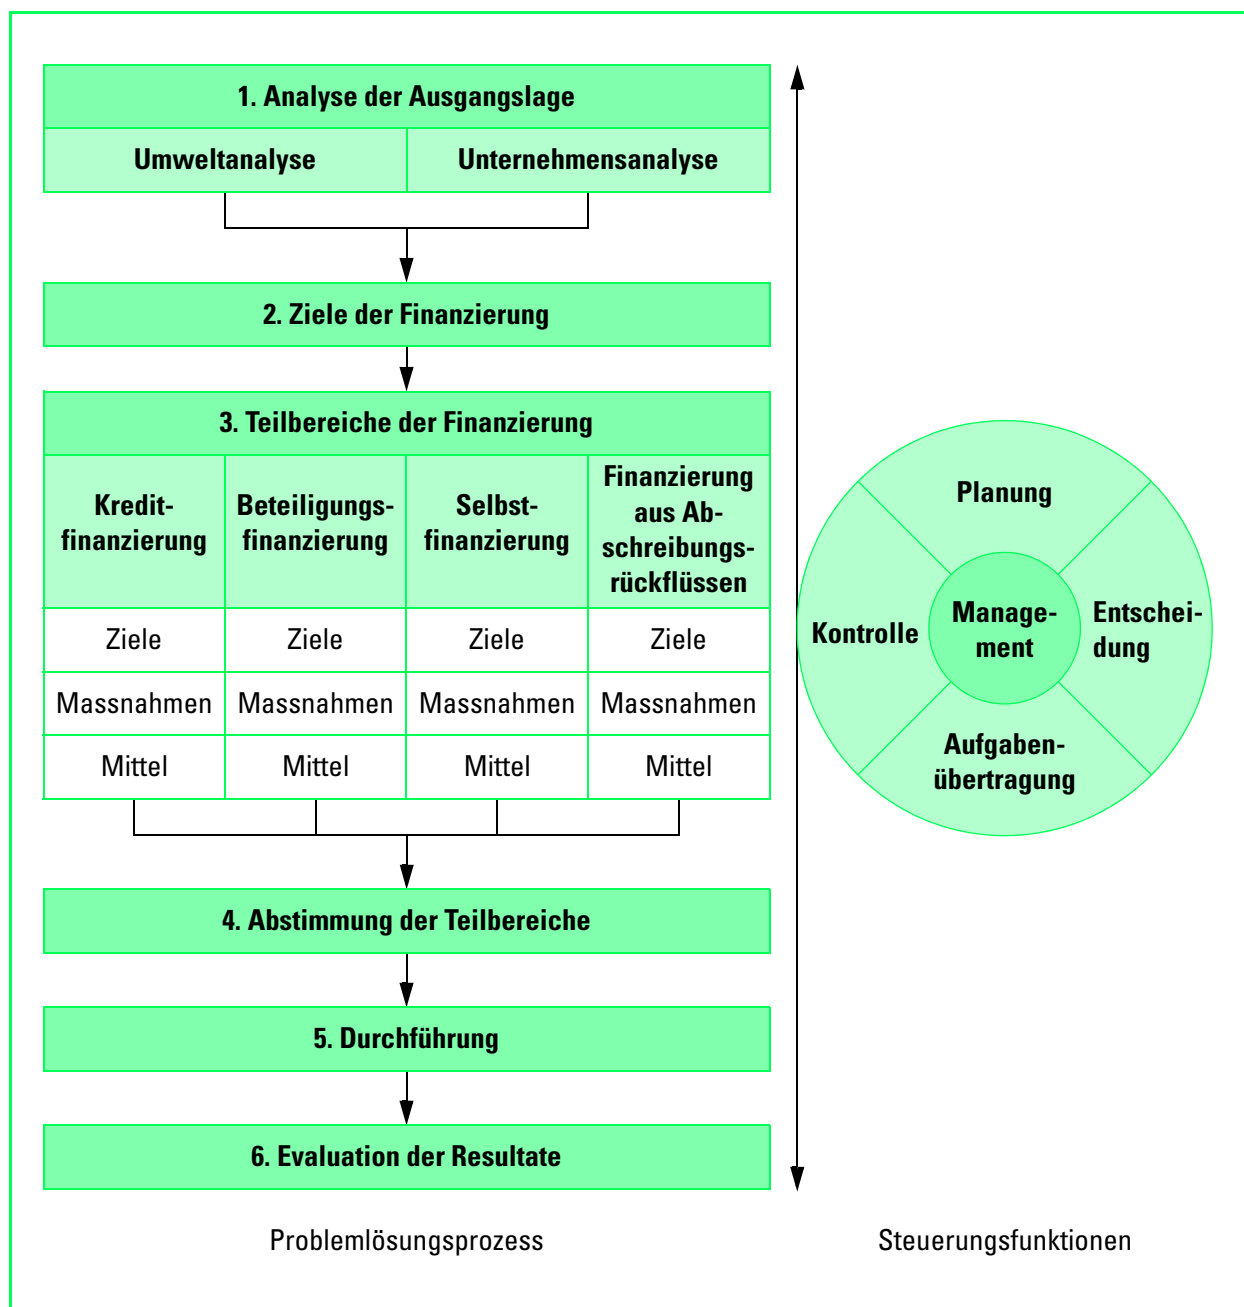 1. Analyse der Ausgangslage
Umweltanalyse
Unternehmensanalyse
2. Ziele der Finanzierung
3. Teilbereiche der Finanzierung
Kredit-
finanzierung
Beteiligungs-
finanzierung
Selbst-
finanzierung
Finanzierung
aus Ab-
schreibungs-
rückflüssen
Ziele
Ziele
Ziele
Ziele
Massnahmen
Massnahmen
Massnahmen
Massnahmen
Mittel
Mittel
Mittel
Mittel
4. Abstimmung der Teilbereiche
5. Durchführung
6. Evaluation der Resultate
Problemlösungsprozess
Planung
Kontrolle
Manage-
ment
Entschei-
dung
Aufgaben-
übertragung
Steuerungsfunktionen